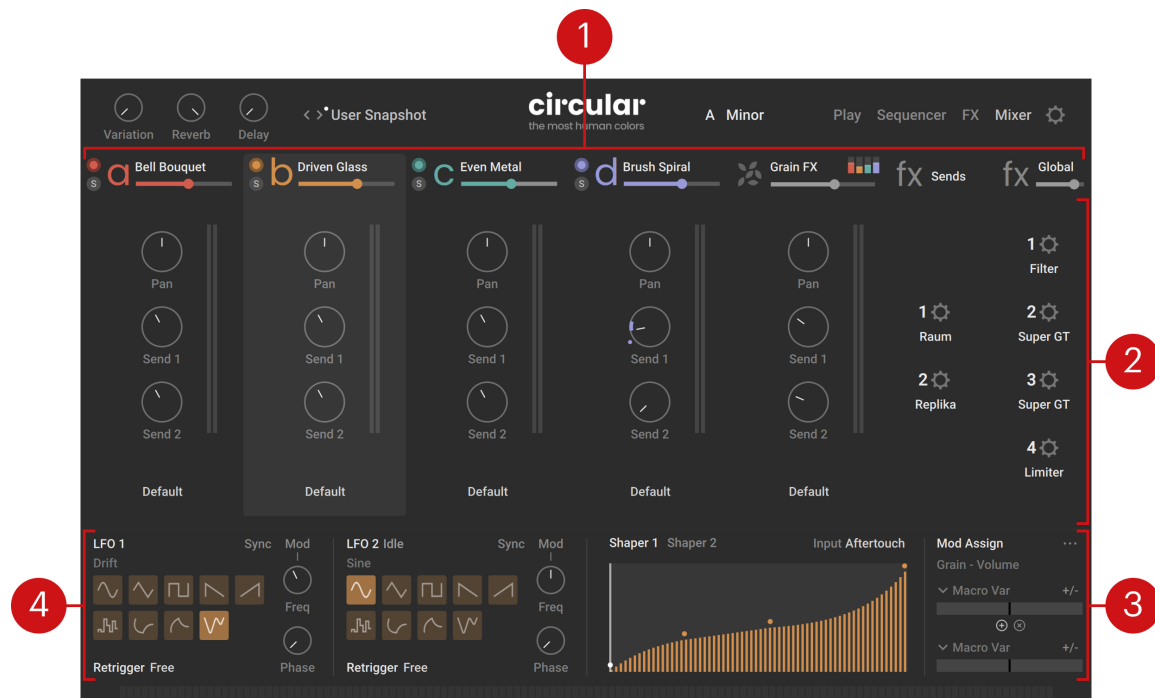 1
circular
the most human colors
Variation Reverb Delay
< > User Snapshot
A Minor
Play Sequencer FX Mixer
a Bell Bouquet
S
b Driven Glass
S
c Even Metal
S
d Brush Spiral
S
Grain FX
fx Sends
fx Global
Pan Pan Pan Pan Pan
Send 1 Send 1 Send 1 Send 1 Send 1
Send 2 Send 2 Send 2 Send 2 Send 2
Default Default Default Default Default
1
Raum
2
Replika
1
Filter
2
Super GT
3
Super GT
4
Limiter
2
LFO 1 Sync Mod
Drift
Freq
Phase
Retrigger Free
LFO 2 Idle Sync Mod
Sine
Freq
Phase
Retrigger Free
Shaper 1 Shaper 2 Input Aftertouch
Mod Assign ...
Grain - Volume
Macro Var +/-
Macro Var +/-
3
4